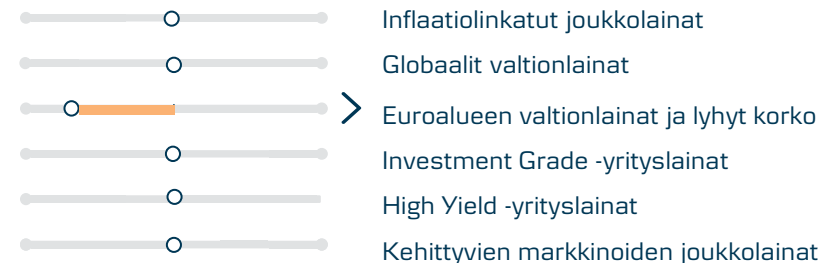 Inflaatiolinkatut joukkolainat
Globaalit valtionlainat
Euroalueen valtionlainat ja lyhyt korko
Investment Grade -yrityslainat
High Yield -yrityslainat
Kehittyvien markkinoiden joukkolainat